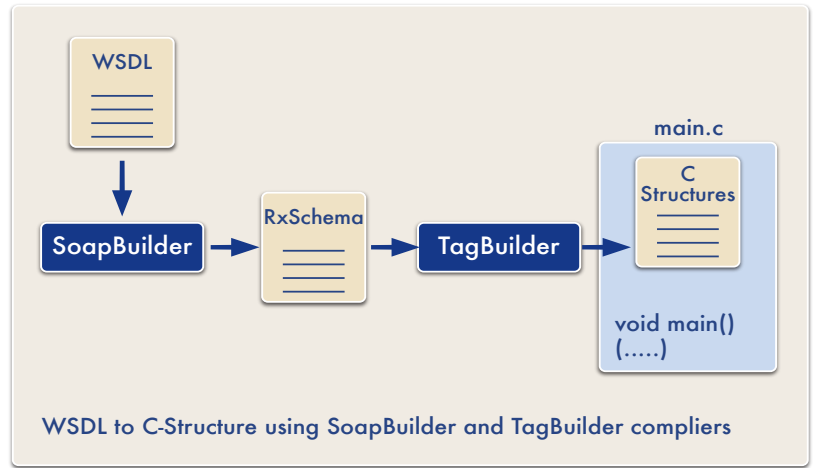 WSDL
main.c
C
Structures
RxSchema
SoapBuilder
TagBuilder
void main()
(.....)
WSDL to C-Structure using SoapBuilder and TagBuilder compliers